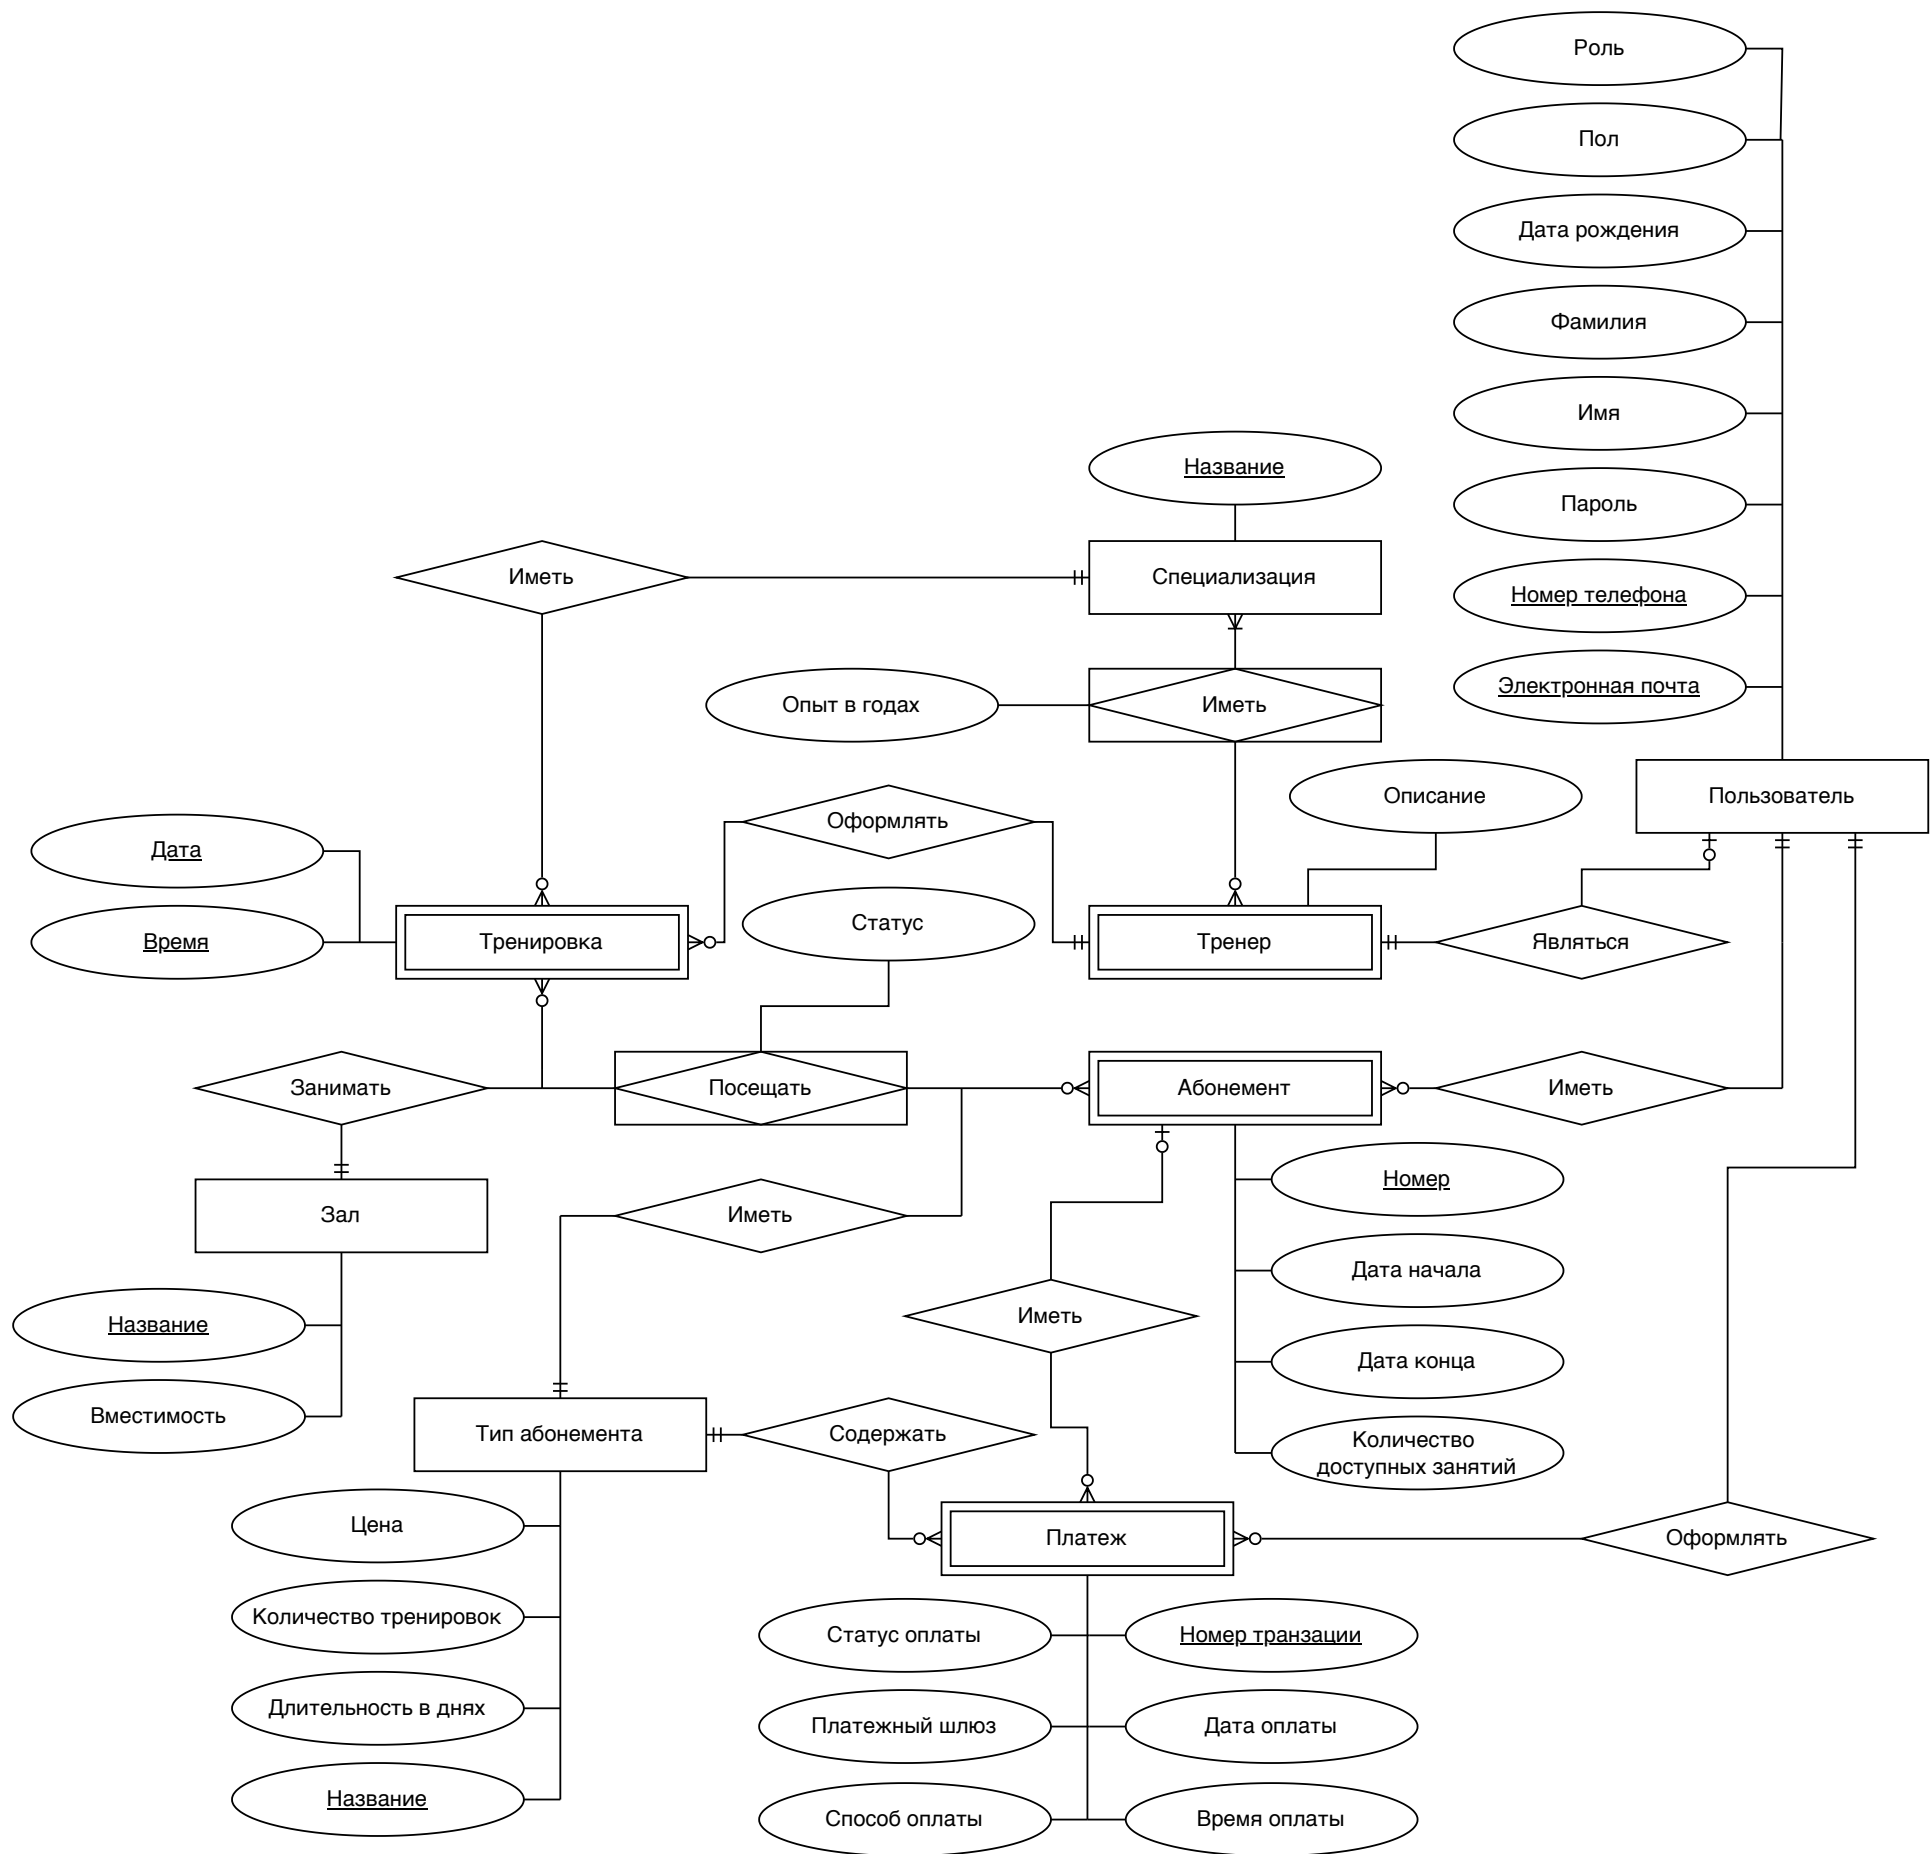 Роль
Пол
Дата рождения
Фамилия
Имя
Название
Пароль
Иметь
Специализация
Номер телефона
Электронная почта
Опыт в годах
Иметь
Описание
Пользователь
Оформлять
Дата
Статус
Время
Тренировка
Тренер
Являться
Занимать
Посещать
Абонемент
Иметь
Номер
Зал
Иметь
Дата начала
Название
Иметь
Дата конца
Вместимость
Тип абонемента
Содержать
Количество
доступных занятий
Цена
Платеж
Оформлять
Количество тренировок
Статус оплаты
Номер транзации
Длительность в днях
Платежный шлюз
Дата оплаты
Название
Способ оплаты
Время оплаты